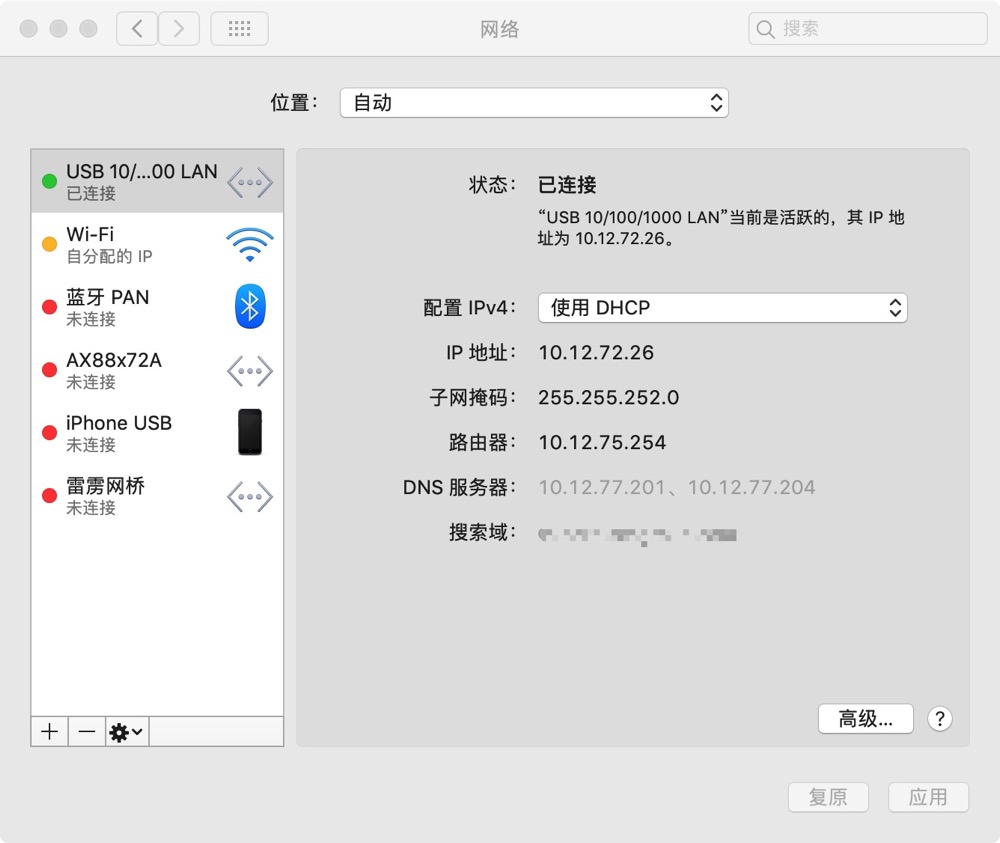 网络
搜索
位置： 自动
USB 10/...00 LAN
已连接
Wi-Fi
自分配的 IP
蓝牙 PAN
未连接
AX88x72A
未连接
iPhone USB
未连接
雷雳网桥
未连接
状态： 已连接
“USB 10/100/1000 LAN”当前是活跃的，其 IP 地
址为 10.12.72.26。
配置 IPv4： 使用 DHCP
IP 地址： 10.12.72.26
子网掩码： 255.255.252.0
路由器： 10.12.75.254
DNS 服务器： 10.12.77.201、10.12.77.204
搜索域：
高级... ?
复原 应用